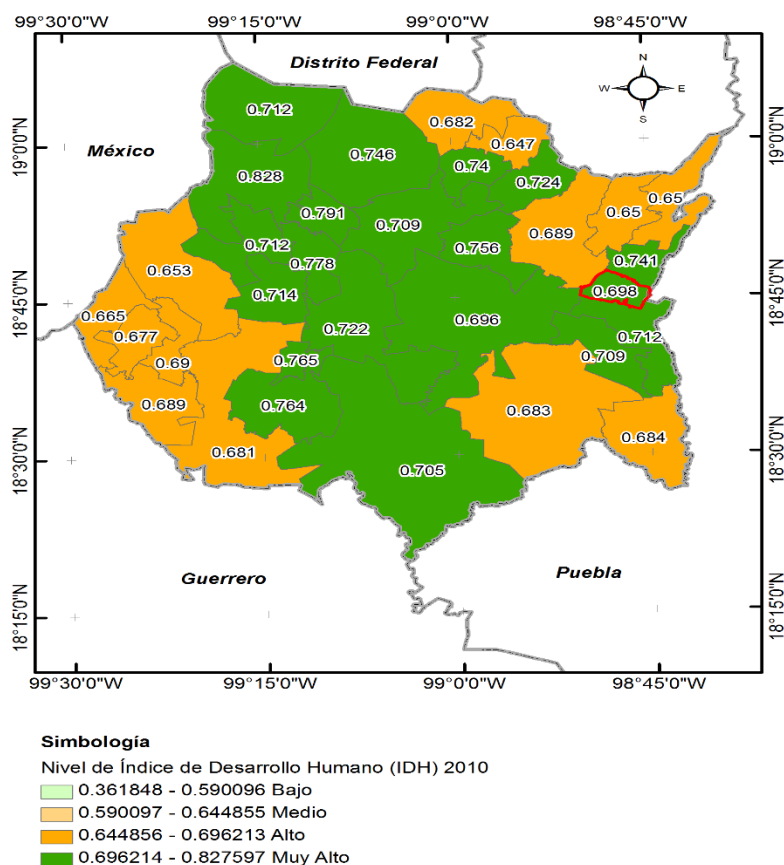 99°30'0"W 99°15'0"W 99°0'0"W 98°45'0"W
Distrito Federal
N
W E
S
19°0'0"N
19°0'0"N
México
0.712
0.682
0.647
0.746
0.74
0.828
0.724
0.65
0.65
0.791
0.709
0.689
0.712
0.756
0.778
0.741
0.653
0.714
0.698
18°45'0"N
18°45'0"N
0.665
0.696
0.677
0.722
0.712
0.69
0.765
0.709
0.689
0.764
0.683
0.681
0.684
18°30'0"N
18°30'0"N
0.705
Guerrero
Puebla
18°15'0"N
18°15'0"N
99°30'0"W 99°15'0"W 99°0'0"W 98°45'0"W
Simbología
Nivel de Índice de Desarrollo Humano (IDH) 2010
0.361848 - 0.590096 Bajo
0.590097 - 0.644855 Medio
0.644856 - 0.696213 Alto
0.696214 - 0.827597 Muy Alto